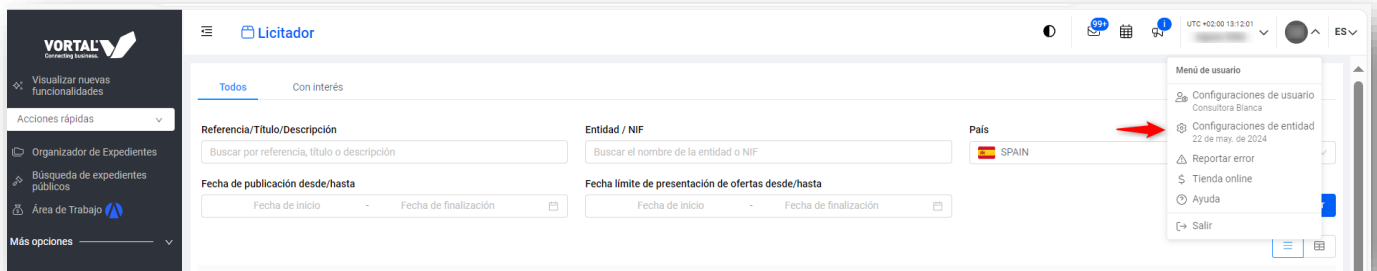 VORTAL
Connecting business.
Visualizar nuevas
funcionalidades
Acciones rápidas
Organizador de Expedientes
Búsqueda de expedientes
públicos
Área de Trabajo
Más opciones
Licitador
99+
UTC +02:00 13:12:01
ES
Todos
Con interés
Referencia/Título/Descripción
Buscar por referencia, título o descripción
Entidad / NIF
Buscar el nombre de la entidad o NIF
País
SPAIN
Fecha de publicación desde/hasta
Fecha de inicio - Fecha de finalización
Fecha límite de presentación de ofertas desde/hasta
Fecha de inicio - Fecha de finalización
Menú de usuario
Configuraciones de usuario
Consultora Blanca
Configuraciones de entidad
22 de may. de 2024
Reportar error
Tienda online
Ayuda
Salir